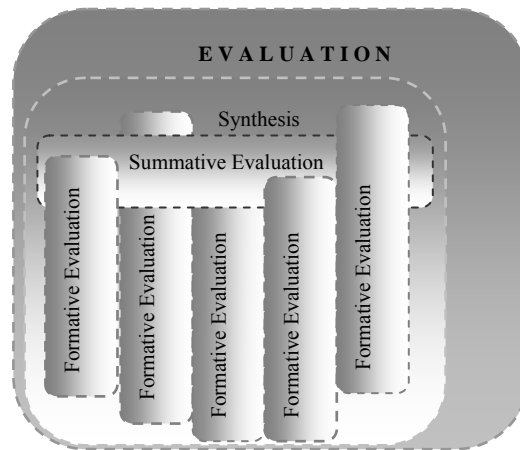 EVALUATION
Synthesis
Summative Evaluation
Formative Evaluation
Formative Evaluation
Formative Evaluation
Formative Evaluation
Formative Evaluation